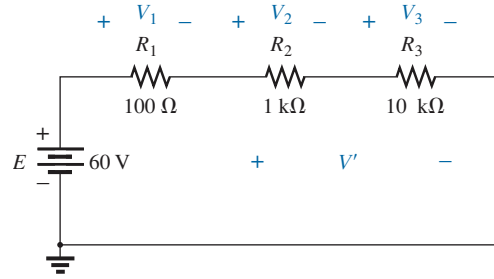 + V₁ − + V₂ − + V₃ −
R₁ R₂ R₃
100 Ω 1 kΩ 10 kΩ
+
E 60 V + V′ −
−